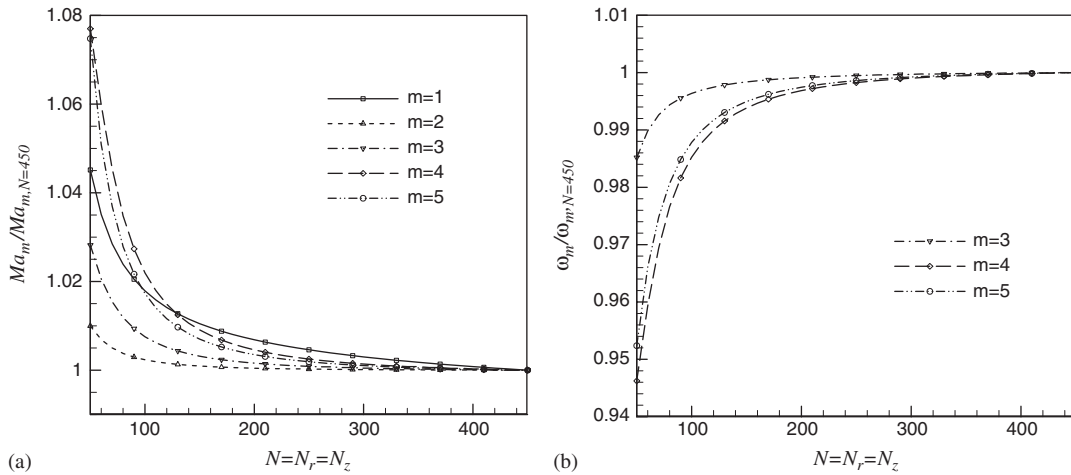 1.08
1.06
1.04
1.02
1
Ma_m/Ma_{m,N=450}
m=1
m=2
m=3
m=4
m=5
100
200
300
400
N=N_r=N_z
(a)
1.01
1
0.99
0.98
0.97
0.96
0.95
0.94
ω_m/ω_{m,N=450}
m=3
m=4
m=5
100
200
300
400
N=N_r=N_z
(b)